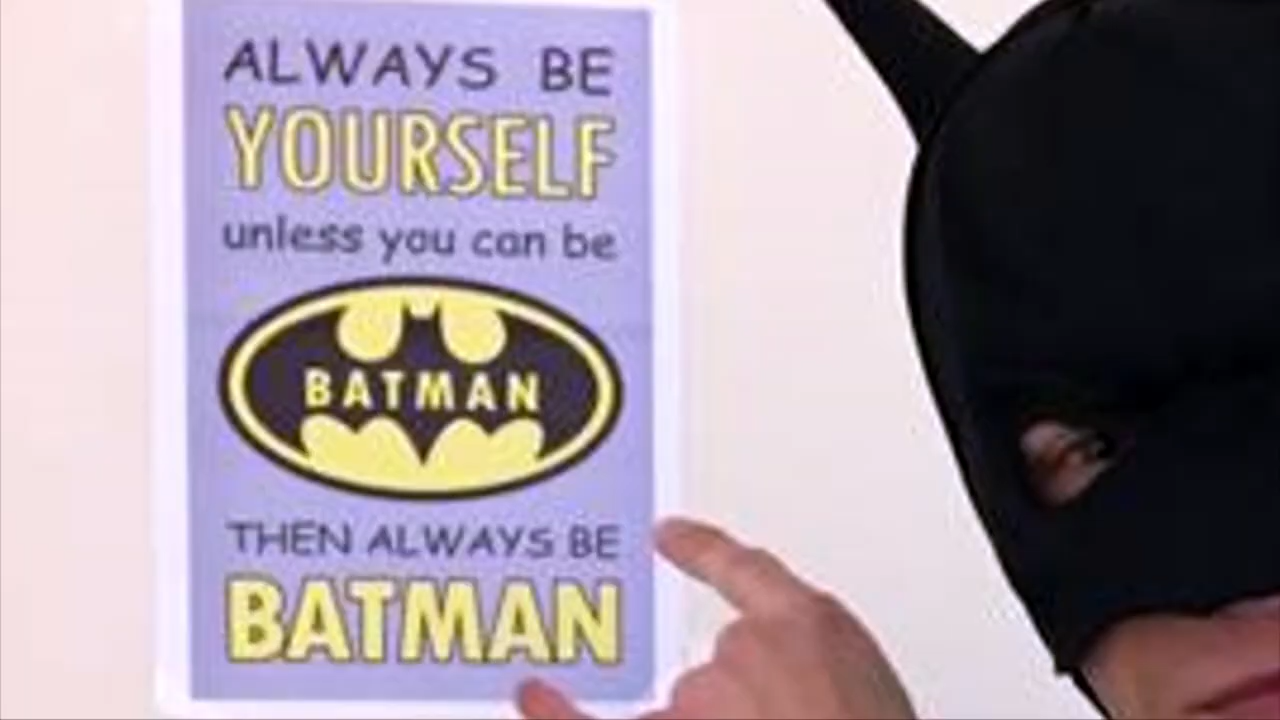 ALWAYS BE
YOURSELF
unless you can be
BATMAN
THEN ALWAYS BE
BATMAN